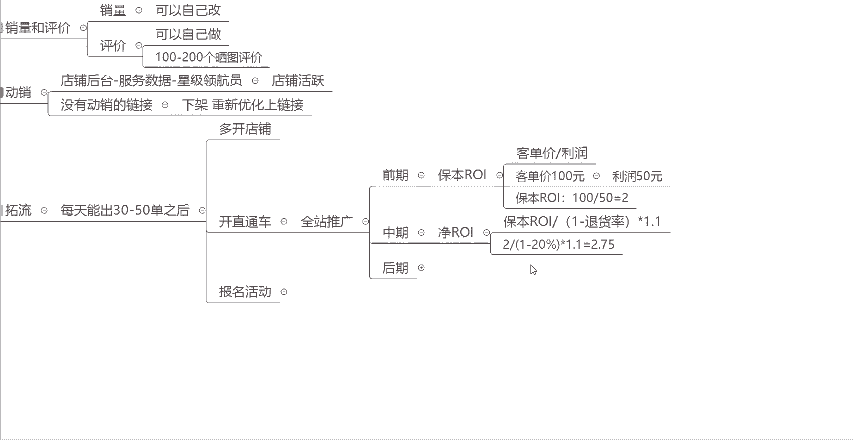 销量 可以自己改
销量和评价
可以自己做
评价
100-200个晒图评价
店铺后台-服务数据-星级领航员 店铺活跃
动销
没有动销的链接 下架 重新优化上链接
多开店铺
客单价/利润
前期 保本ROI 客单价100元 利润50元
保本ROI：100/50=2
拓流 每天能出30-50单之后
开直通车 全站推广
保本ROI/（1-退货率）*1.1
中期 净ROI
2/(1-20%)*1.1=2.75
后期
报名活动